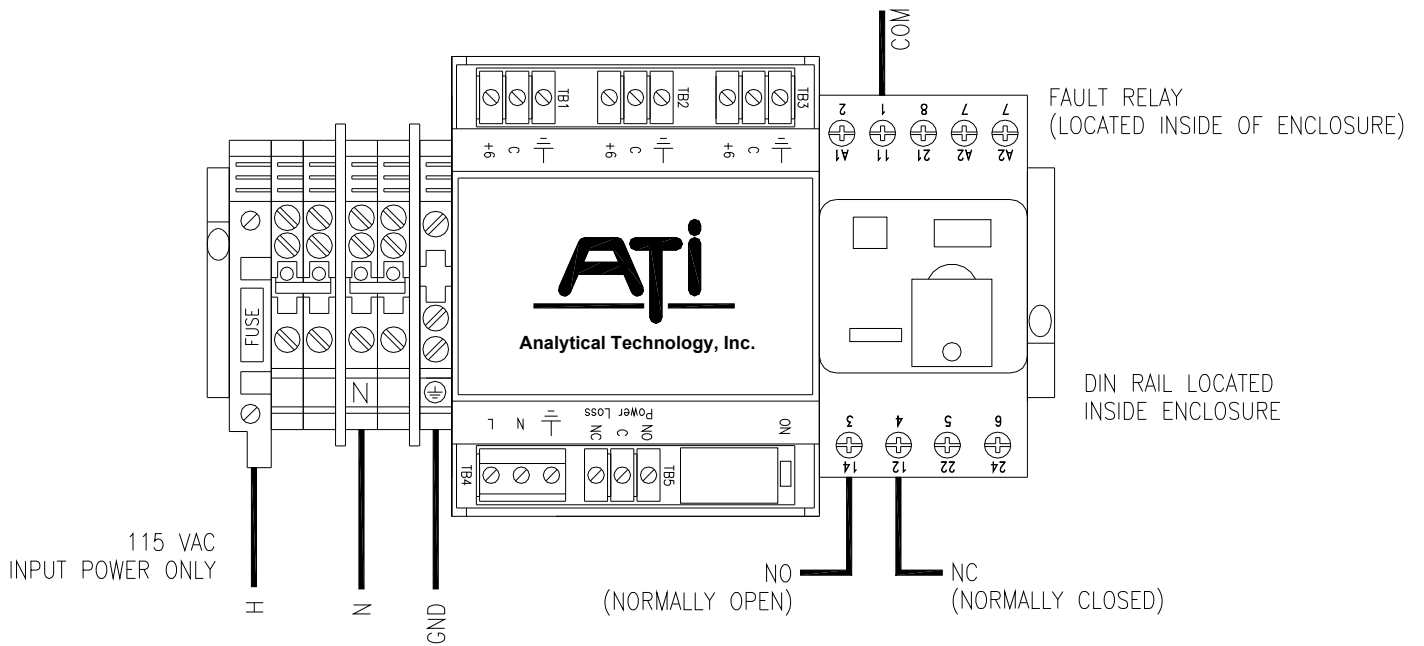 COM
FAULT RELAY
(LOCATED INSIDE OF ENCLOSURE)
TB1
TB2
TB3
2 1 8 7 7
A1 11 21 A2 A2
+6 C
+6 C
+6 C
FUSE
ATi
Analytical Technology, Inc.
DIN RAIL LOCATED
INSIDE ENCLOSURE
N
L N
Power Loss
NC C NO
ON
3 4 5 6
14 12 22 24
TB4
TB5
115 VAC
INPUT POWER ONLY
H
N
GND
NO
(NORMALLY OPEN)
NC
(NORMALLY CLOSED)